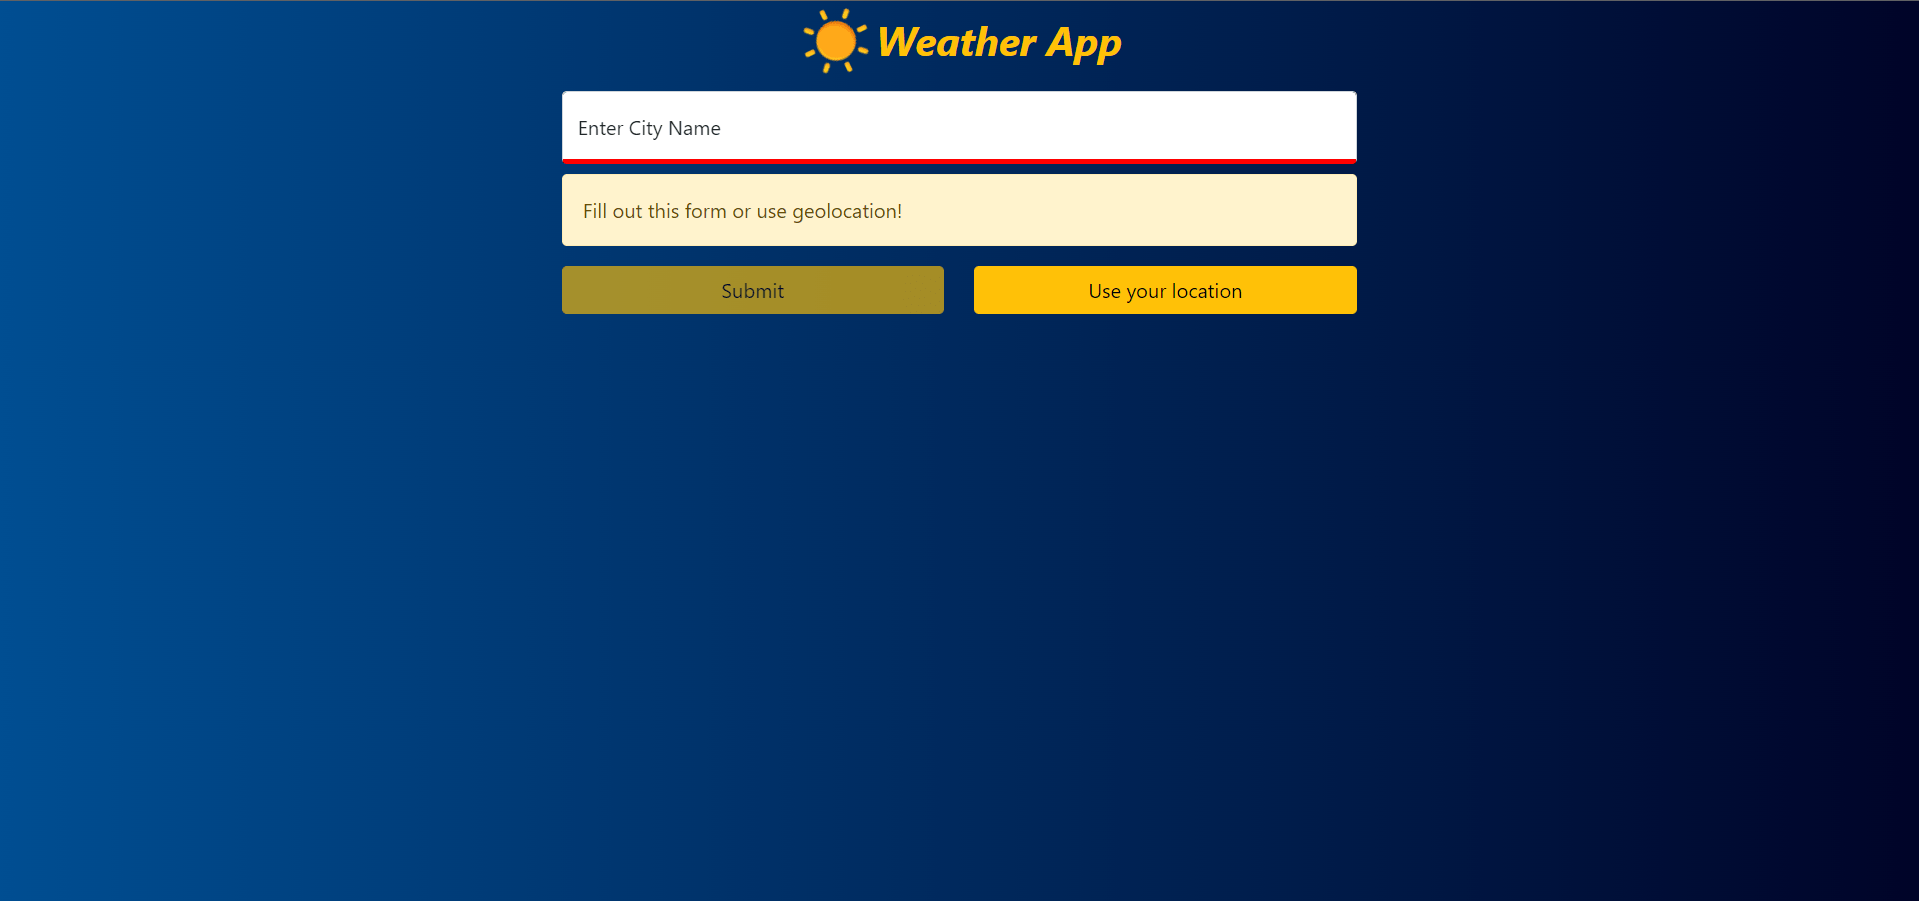 Weather App
Enter City Name
Fill out this form or use geolocation!
Submit
Use your location